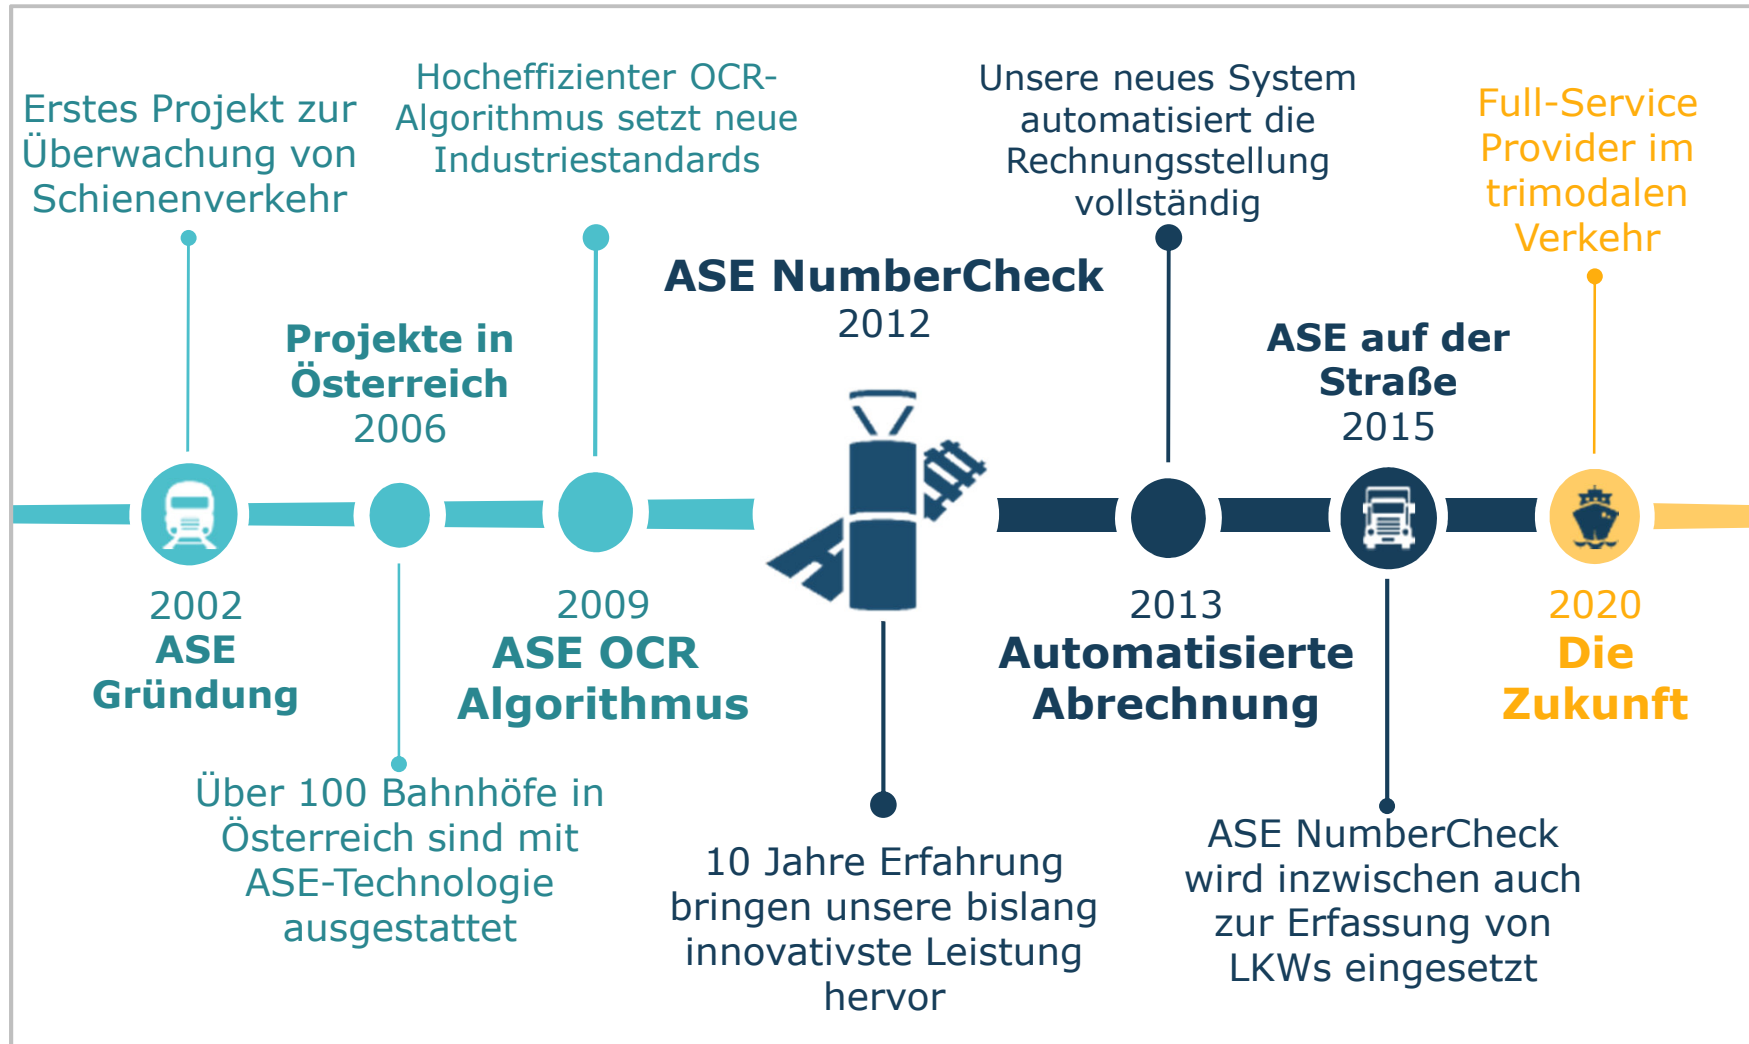 Erstes Projekt zur
Überwachung von
Schienenverkehr
2002
ASE
Gründung
Projekte in
Österreich
2006
Über 100 Bahnhöfe in
Österreich sind mit
ASE-Technologie
ausgestattet
Hocheffizienter OCR-
Algorithmus setzt neue
Industriestandards
2009
ASE OCR
Algorithmus
ASE NumberCheck
2012
10 Jahre Erfahrung
bringen unsere bislang
innovativste Leistung
hervor
Unsere neues System
automatisiert die
Rechnungsstellung
vollständig
2013
Automatisierte
Abrechnung
ASE auf der
Straße
2015
ASE NumberCheck
wird inzwischen auch
zur Erfassung von
LKWs eingesetzt
Full-Service
Provider im
trimodalen
Verkehr
2020
Die
Zukunft